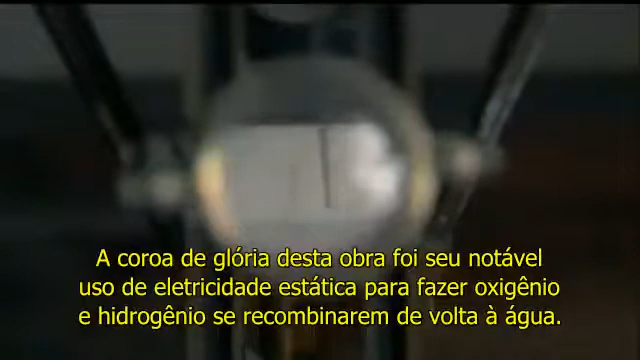 A coroa de glória desta obra foi seu notável
uso de eletricidade estática para fazer oxigênio
e hidrogênio se recombinarem de volta à água.